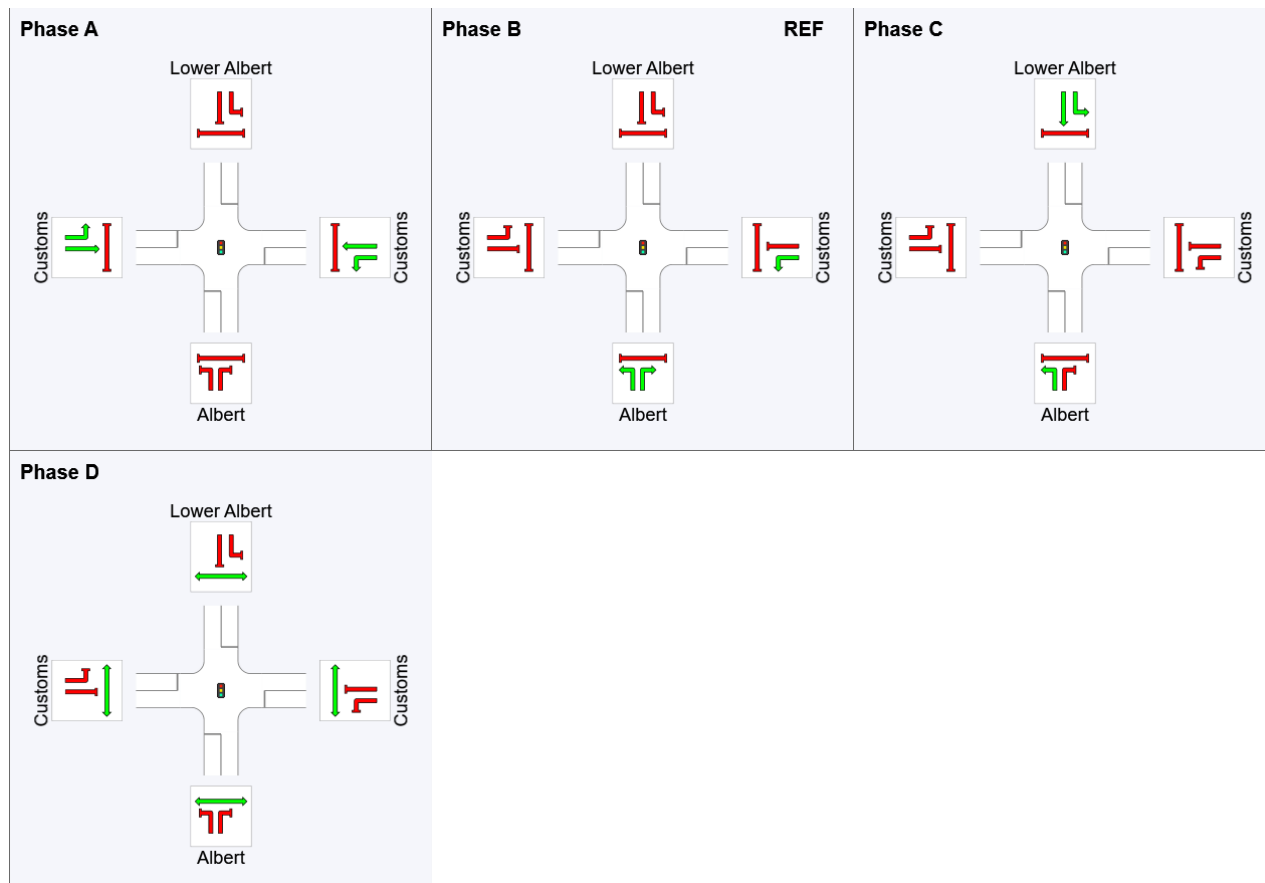 Phase A
Lower Albert
Customs
Customs
Albert
Phase B
REF
Lower Albert
Customs
Customs
Albert
Phase C
Lower Albert
Customs
Customs
Albert
Phase D
Lower Albert
Customs
Customs
Albert